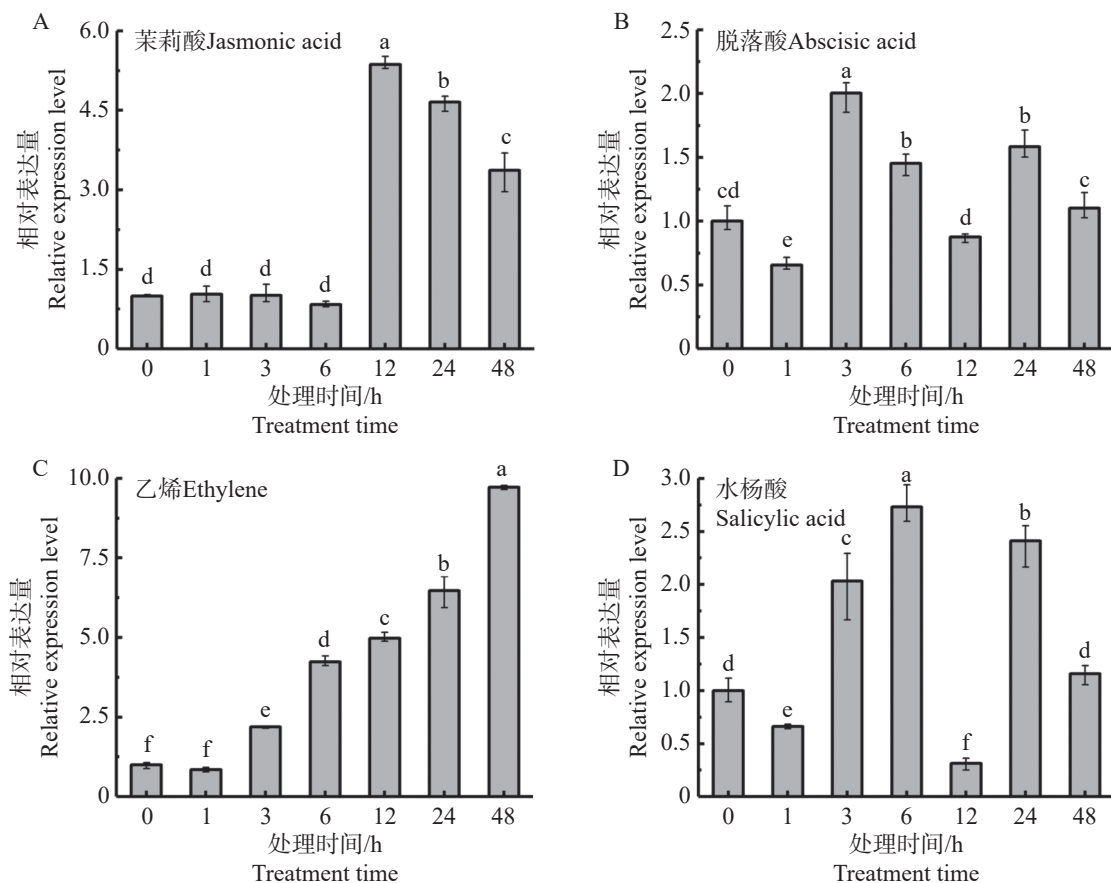 A
茉莉酸Jasmonic acid
相对表达量
Relative expression level
6.0
4.5
3.0
1.5
0
d
d
d
d
a
b
c
0 1 3 6 12 24 48
处理时间/h
Treatment time
B
脱落酸Abscisic acid
相对表达量
Relative expression level
2.5
2.0
1.5
1.0
0.5
0
cd
e
a
b
d
b
c
0 1 3 6 12 24 48
处理时间/h
Treatment time
C
乙烯Ethylene
相对表达量
Relative expression level
10.0
7.5
5.0
2.5
0
f
f
e
d
c
b
a
0 1 3 6 12 24 48
处理时间/h
Treatment time
D
水杨酸
Salicylic acid
相对表达量
Relative expression level
3.0
2.5
2.0
1.5
1.0
0.5
0
d
e
c
a
f
b
d
0 1 3 6 12 24 48
处理时间/h
Treatment time